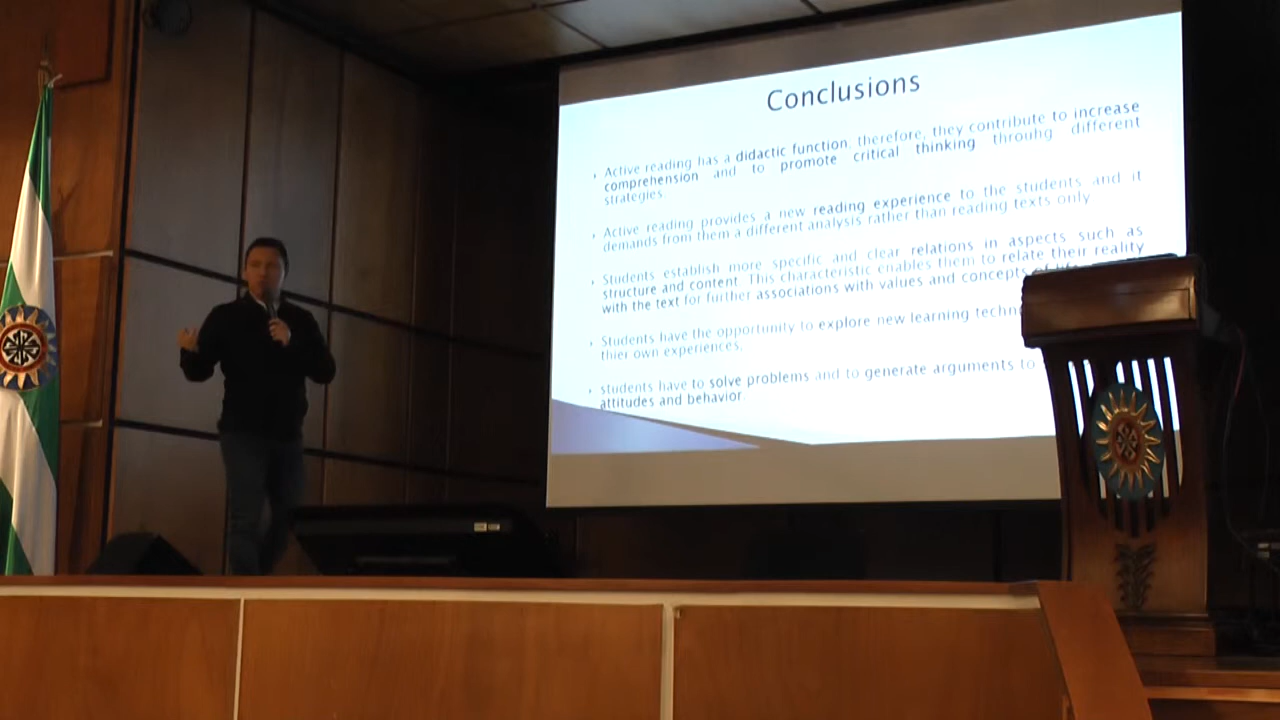 Conclusions
Active reading has a didactic function, therefore, they contribute to increase
comprehension and to promote critical thinking throuhg different
strategies.
Active reading provides a new reading experience to the students and it
demands from them a different analysis rather than reading texts only
Students establish more specific and clear relations in aspects such as
structure and content. This characteristic enables them to relate their reality
with the text for further associations with values and concepts of life
Students have the opportunity to explore new learning
thier own experiences.
students have to solve problems and to generate arguments to
attitudes and behavior.